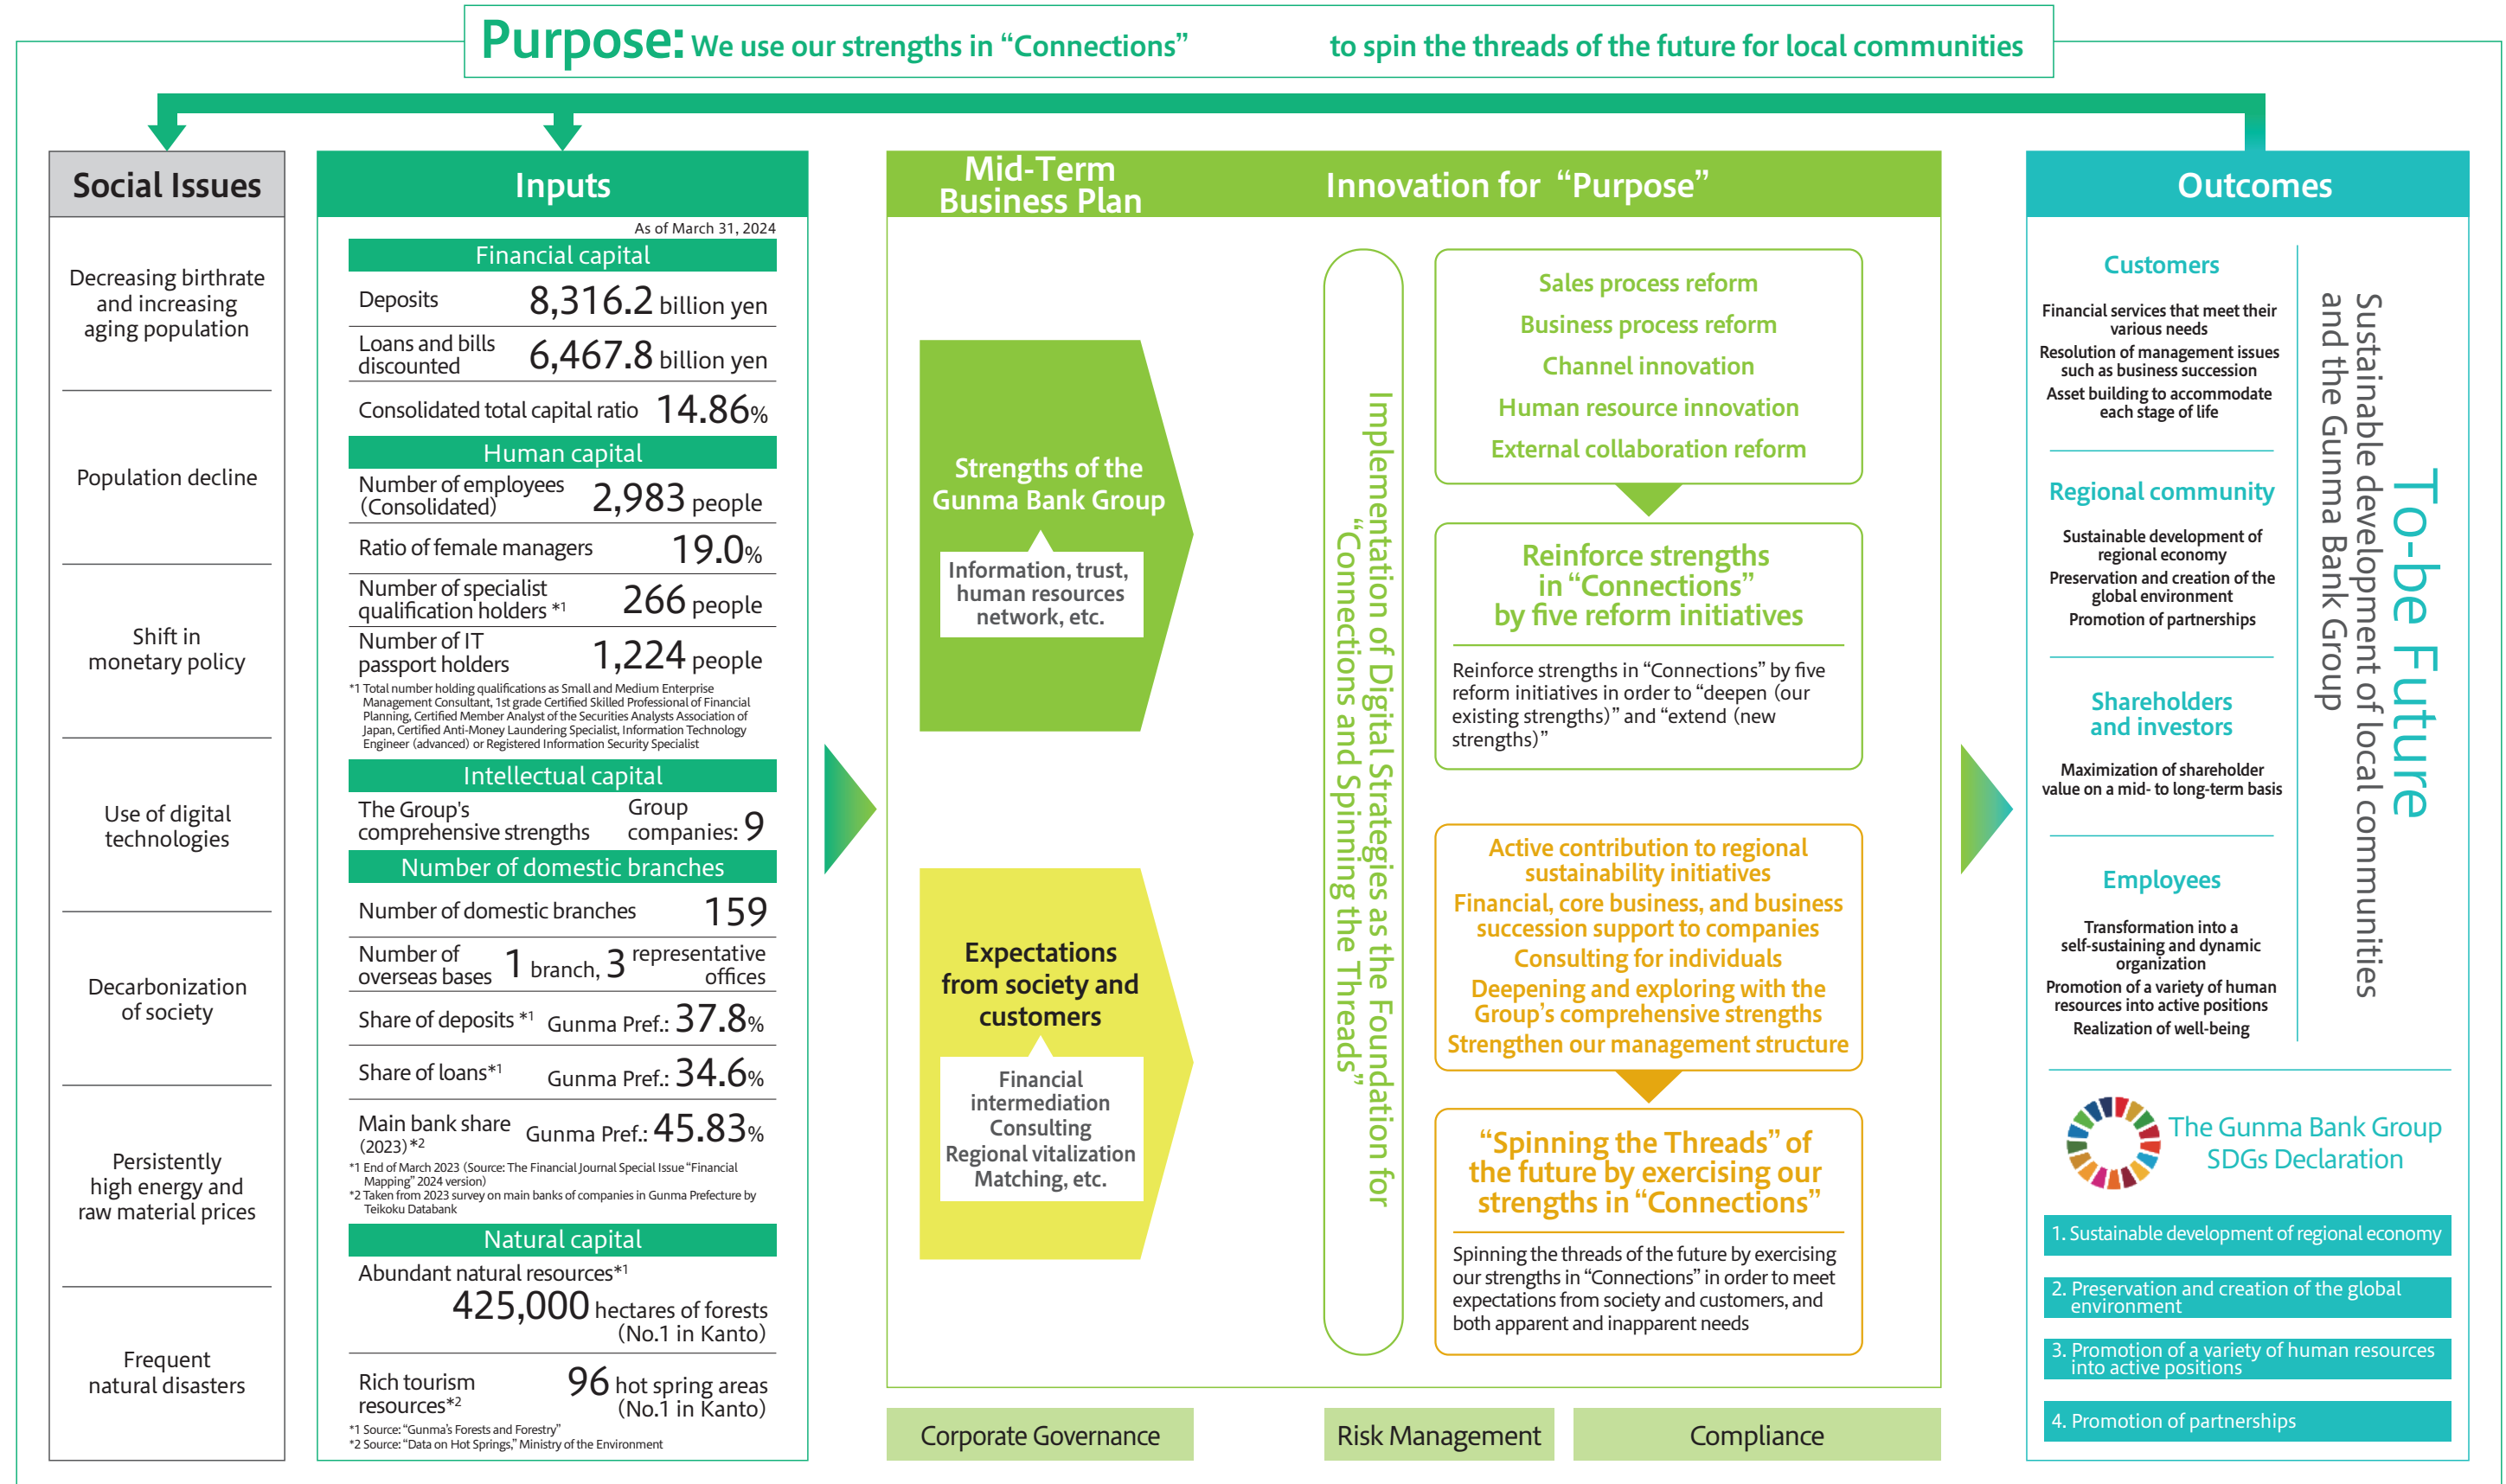 Purpose: We use our strengths in “Connections” to spin the threads of the future for local communities
Social Issues
Decreasing birthrate
and increasing
aging population
Population decline
Shift in
monetary policy
Use of digital
technologies
Decarbonization
of society
Persistently
high energy and
raw material prices
Frequent
natural disasters
Inputs
As of March 31, 2024
Financial capital
Deposits 8,316.2 billion yen
Loans and bills
discounted 6,467.8 billion yen
Consolidated total capital ratio 14.86%
Human capital
Number of employees
(Consolidated) 2,983 people
Ratio of female managers 19.0%
Number of specialist
qualification holders *1 266 people
Number of IT
passport holders 1,224 people
*1 Total number holding qualifications as Small and Medium Enterprise
Management Consultant, 1st grade Certified Skilled Professional of Financial
Planning, Certified Member Analyst of the Securities Analysts Association of
Japan, Certified Anti-Money Laundering Specialist, Information Technology
Engineer (advanced) or Registered Information Security Specialist
Intellectual capital
The Group's
comprehensive strengths
Group
companies: 9
Number of domestic branches
Number of domestic branches 159
Number of
overseas bases
1 branch, 3 representative
offices
Share of deposits *1 Gunma Pref.: 37.8%
Share of loans*1 Gunma Pref.: 34.6%
Main bank share
(2023)*2
Gunma Pref.: 45.83%
*1 End of March 2023 (Source: The Financial Journal Special Issue “Financial
Mapping” 2024 version)
*2 Taken from 2023 survey on main banks of companies in Gunma Prefecture by
Teikoku Databank
Natural capital
Abundant natural resources*1
425,000 hectares of forests
(No.1 in Kanto)
Rich tourism
resources*2
96 hot spring areas
(No.1 in Kanto)
*1 Source: “Gunma’s Forests and Forestry”
*2 Source: “Data on Hot Springs,” Ministry of the Environment
Mid-Term
Business Plan
Innovation for “Purpose”
Strengths of the
Gunma Bank Group
Information, trust,
human resources
network, etc.
Expectations
from society and
customers
Financial
intermediation
Consulting
Regional vitalization
Matching, etc.
Implementation of Digital Strategies as the Foundation for
“Connections and Spinning the Threads”
Sales process reform
Business process reform
Channel innovation
Human resource innovation
External collaboration reform
Reinforce strengths
in “Connections”
by five reform initiatives
Reinforce strengths in “Connections” by five
reform initiatives in order to “deepen (our
existing strengths)” and “extend (new
strengths)”
Active contribution to regional
sustainability initiatives
Financial, core business, and business
succession support to companies
Consulting for individuals
Deepening and exploring with the
Group’s comprehensive strengths
Strengthen our management structure
“Spinning the Threads” of
the future by exercising our
strengths in “Connections”
Spinning the threads of the future by exercising
our strengths in “Connections” in order to meet
expectations from society and customers, and
both apparent and inapparent needs
Corporate Governance
Risk Management
Compliance
Outcomes
Customers
Financial services that meet their
various needs
Resolution of management issues
such as business succession
Asset building to accommodate
each stage of life
Regional community
Sustainable development of
regional economy
Preservation and creation of the
global environment
Promotion of partnerships
Shareholders
and investors
Maximization of shareholder
value on a mid- to long-term basis
Employees
Transformation into a
self-sustaining and dynamic
organization
Promotion of a variety of human
resources into active positions
Realization of well-being
To-be Future
Sustainable development of local communities
and the Gunma Bank Group
The Gunma Bank Group
SDGs Declaration
1. Sustainable development of regional economy
2. Preservation and creation of the global
environment
3. Promotion of a variety of human resources
into active positions
4. Promotion of partnerships